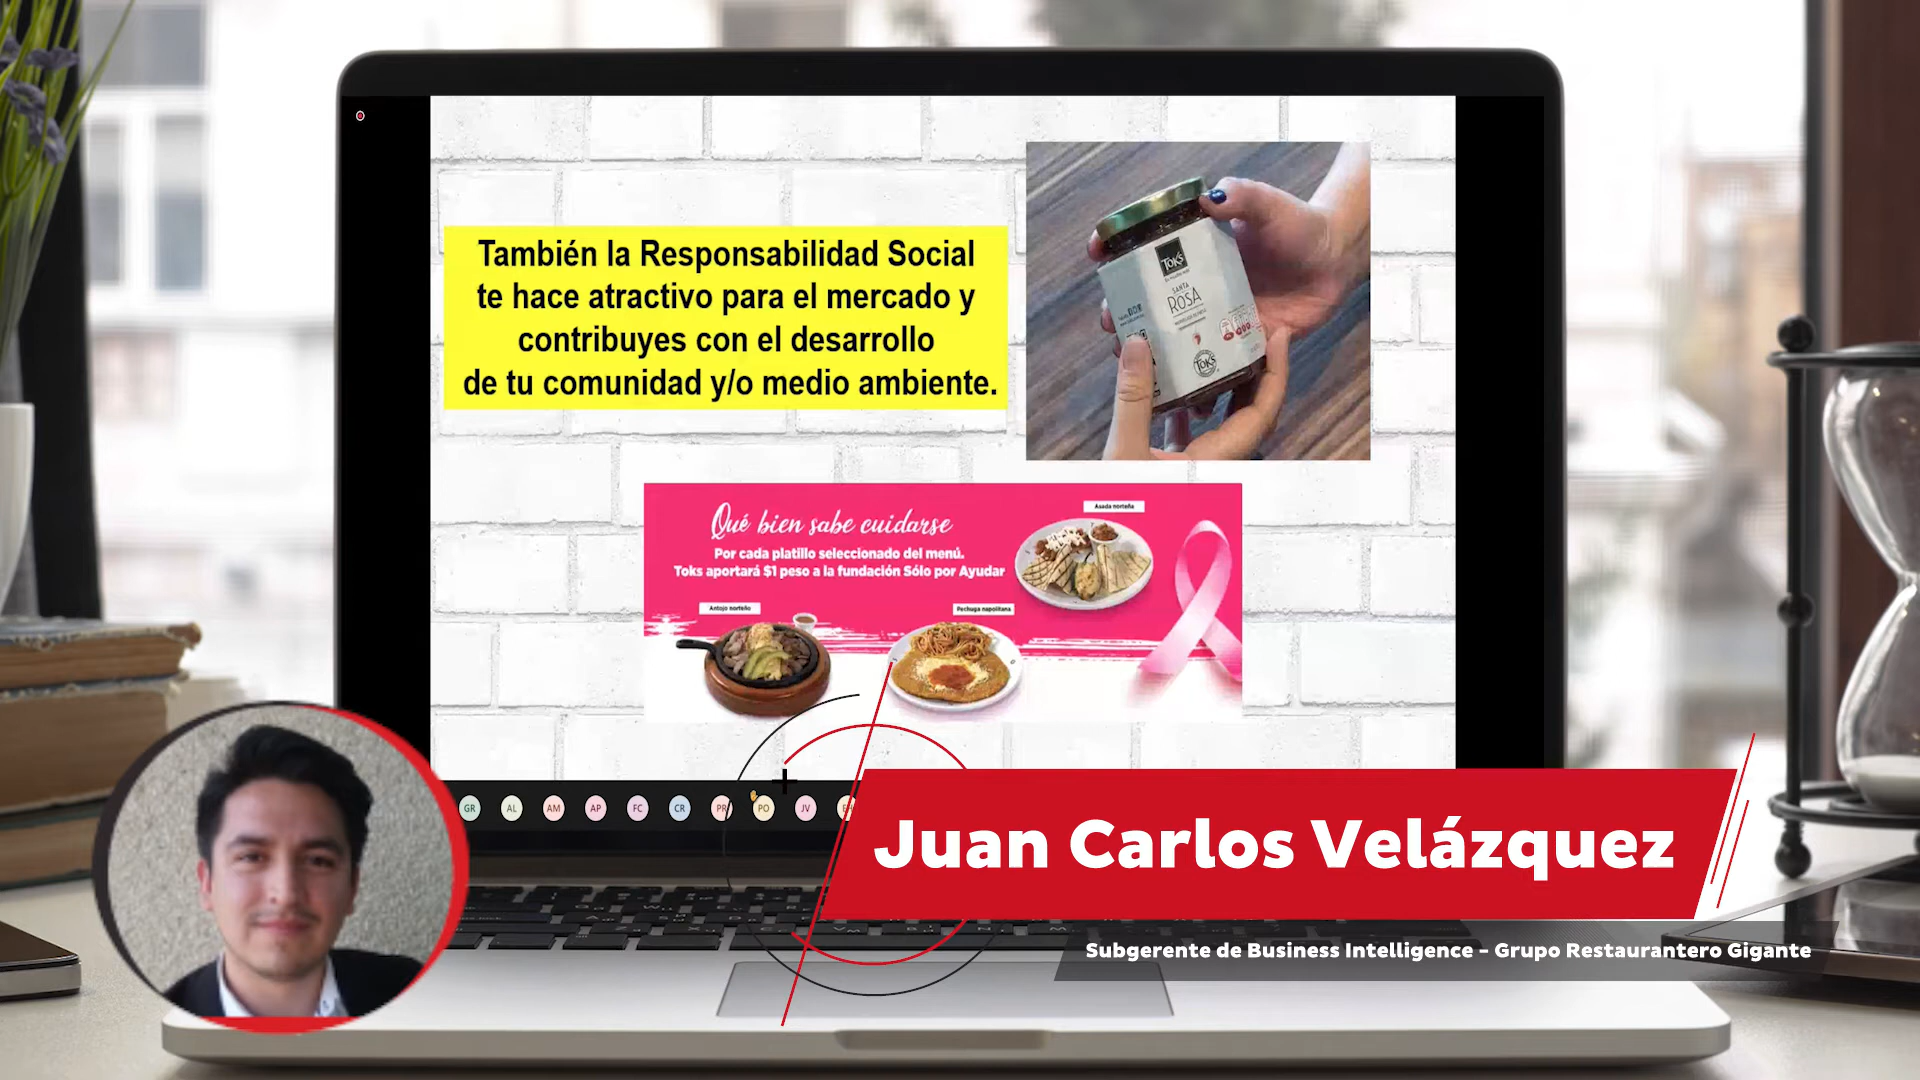 También la Responsabilidad Social
te hace atractivo para el mercado y
contribuyes con el desarrollo
de tu comunidad y/o medio ambiente.
TOKS
SANTA
ROSA
TOKS
Qué bien sabe cuidarse
Por cada platillo seleccionado del menú.
Toks aportará $1 peso a la fundación Sólo por Ayudar
Asada norteña
Antojo norteño
Pechuga napolitana
GR AL AM AP FC CR PR PO JV
Juan Carlos Velázquez
Subgerente de Business Intelligence - Grupo Restaurantero Gigante